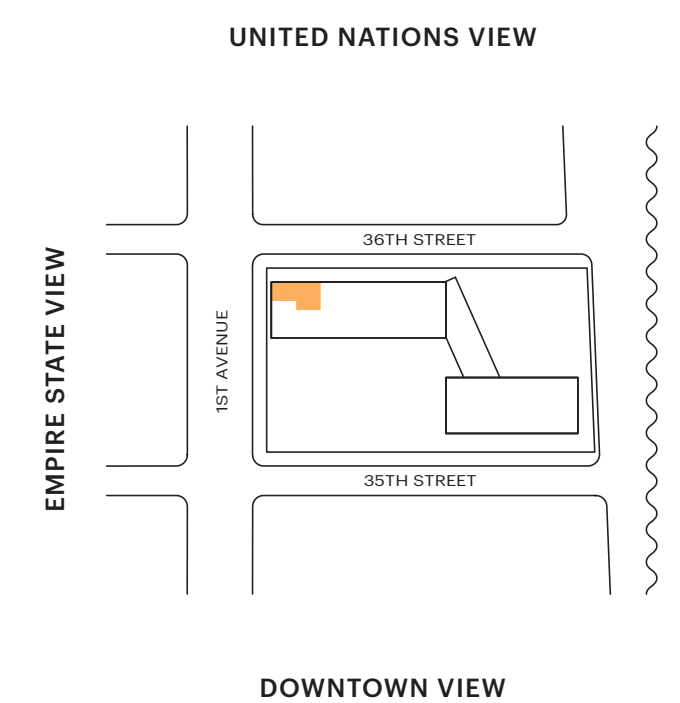 UNITED NATIONS VIEW
36TH STREET
EMPIRE STATE VIEW
1ST AVENUE
35TH STREET
DOWNTOWN VIEW